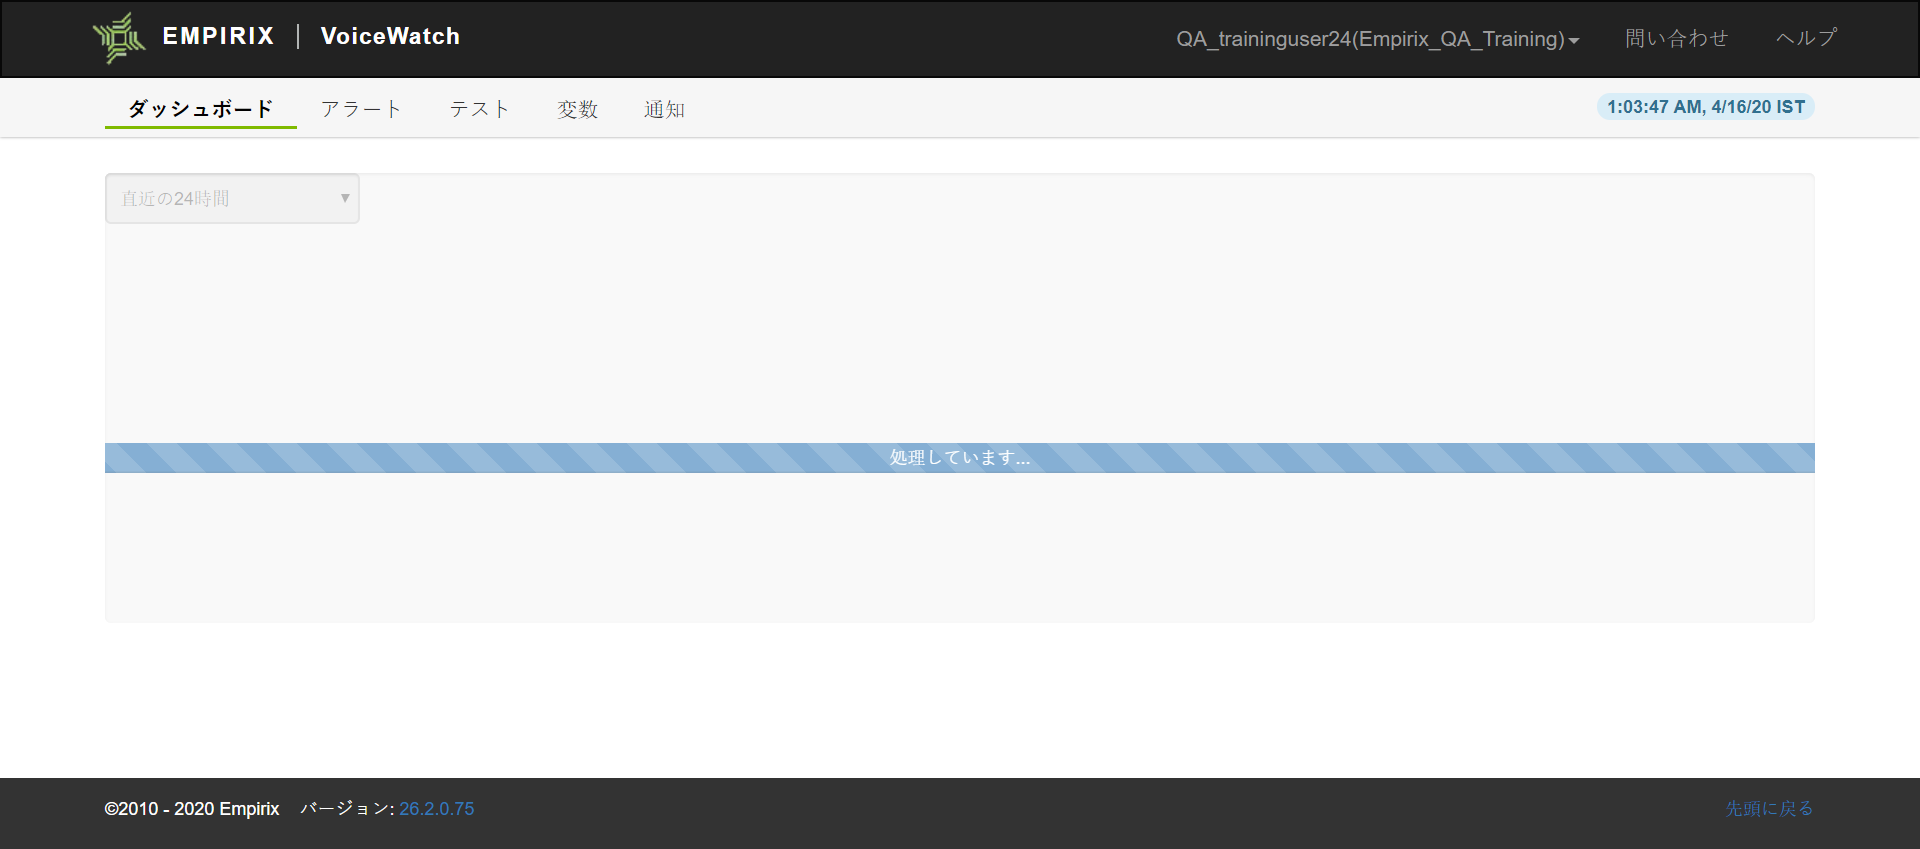 EMPIRIX | VoiceWatch
QA_traininguser24(Empirix_QA_Training) 問い合わせ ヘルプ
ダッシュボード アラート テスト 変数 通知
1:03:47 AM, 4/16/20 IST
直近の24時間
処理しています...
©2010 - 2020 Empirix バージョン: 26.2.0.75
先頭に戻る